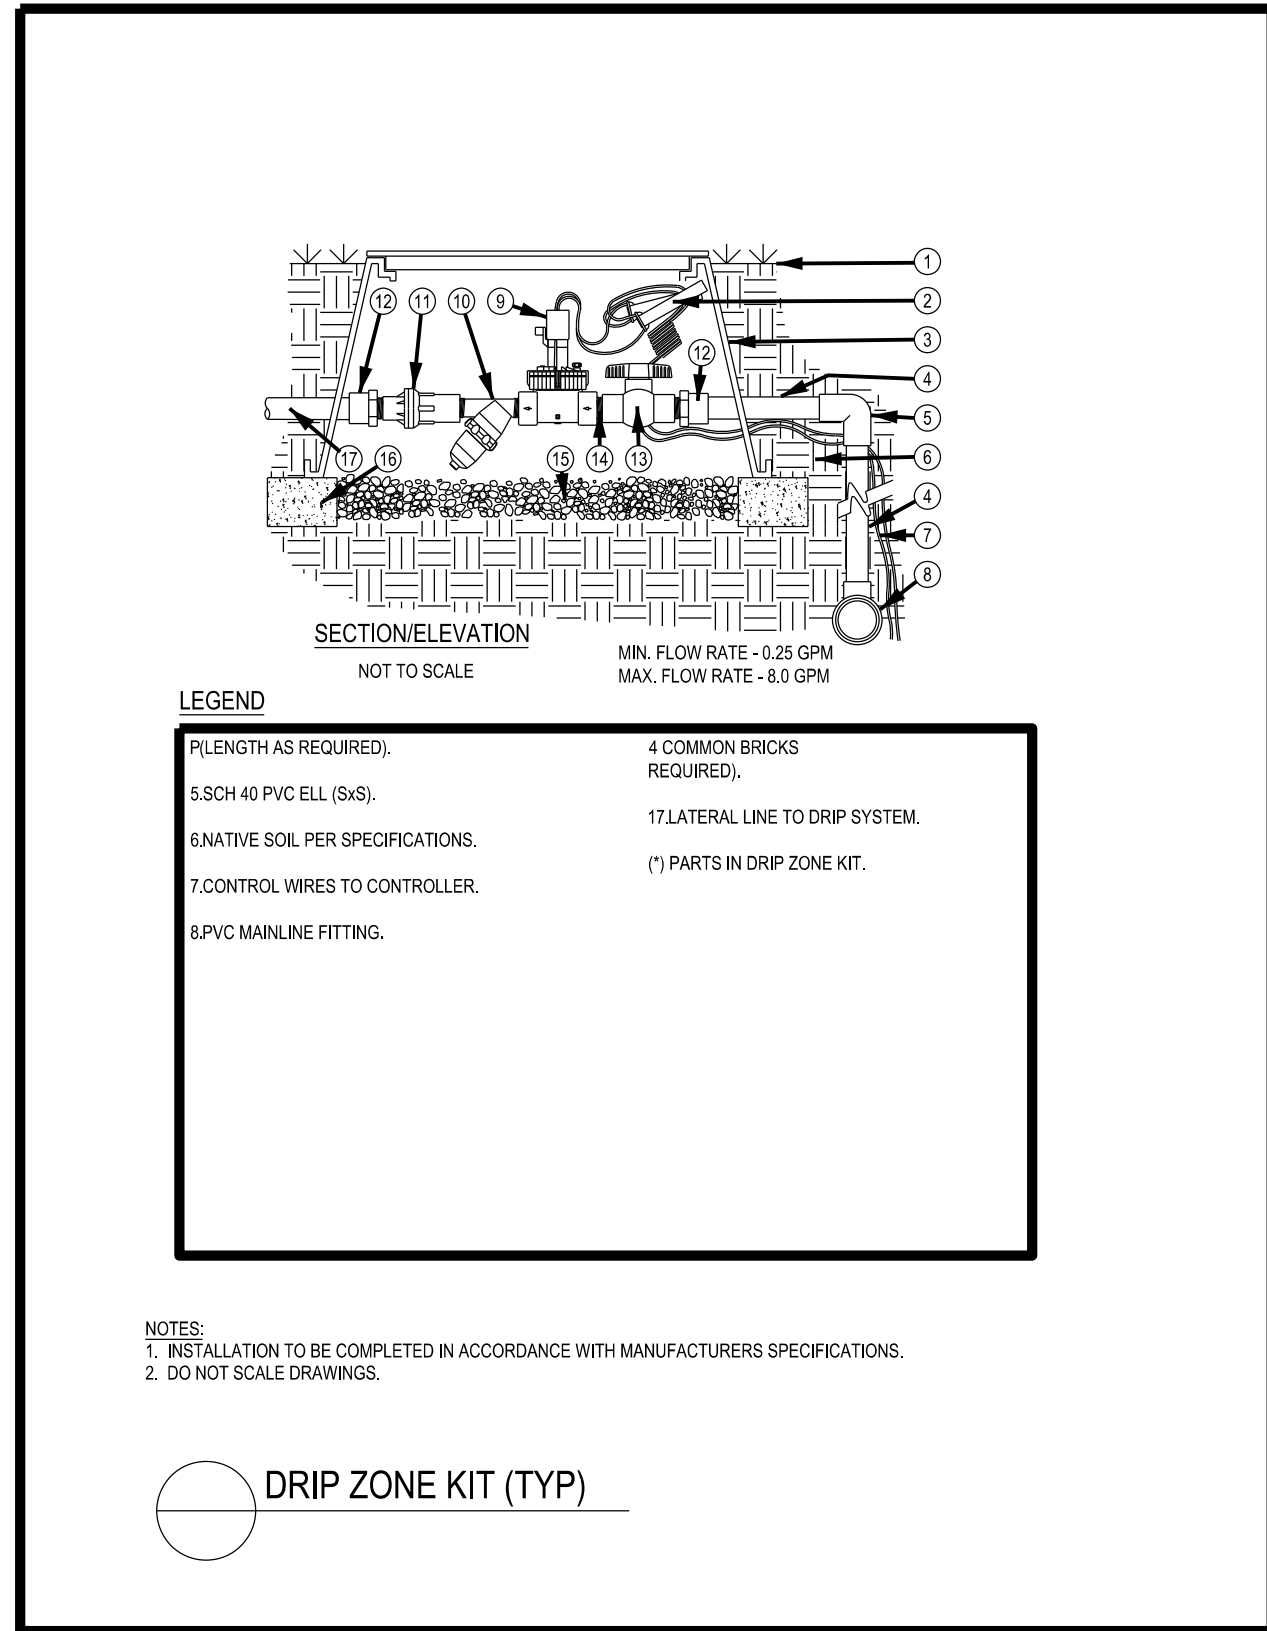 1
2
12
11
10
9
3
12
4
5
17
16
15
14
13
6
4
7
8
SECTION/ELEVATION
NOT TO SCALE
MIN. FLOW RATE - 0.25 GPM
MAX. FLOW RATE - 8.0 GPM
LEGEND
P(LENGTH AS REQUIRED).
5.SCH 40 PVC ELL (SxS).
6.NATIVE SOIL PER SPECIFICATIONS.
7.CONTROL WIRES TO CONTROLLER.
8.PVC MAINLINE FITTING.
4 COMMON BRICKS
REQUIRED).
17.LATERAL LINE TO DRIP SYSTEM.
(*) PARTS IN DRIP ZONE KIT.
NOTES:
1. INSTALLATION TO BE COMPLETED IN ACCORDANCE WITH MANUFACTURERS SPECIFICATIONS.
2. DO NOT SCALE DRAWINGS.
DRIP ZONE KIT (TYP)